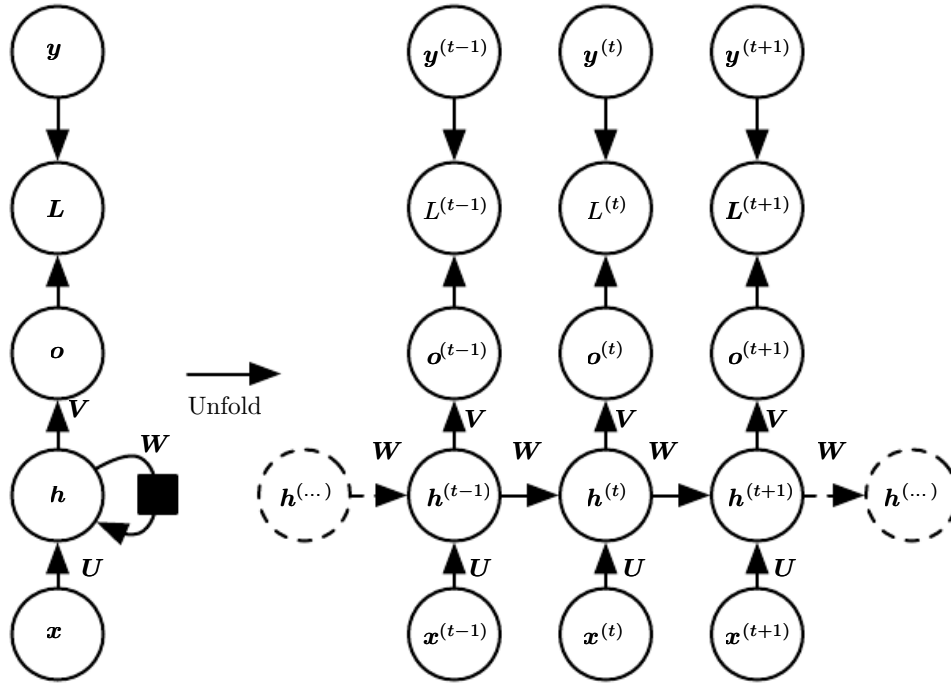 y y^{(t−1)} y^{(t)} y^{(t+1)}
L L^{(t−1)} L^{(t)} L^{(t+1)}
o o^{(t−1)} o^{(t)} o^{(t+1)}
Unfold
V V V V
W W W W W
h h^{(...)} h^{(t−1)} h^{(t)} h^{(t+1)} h^{(...)}
U U U U
x x^{(t−1)} x^{(t)} x^{(t+1)}